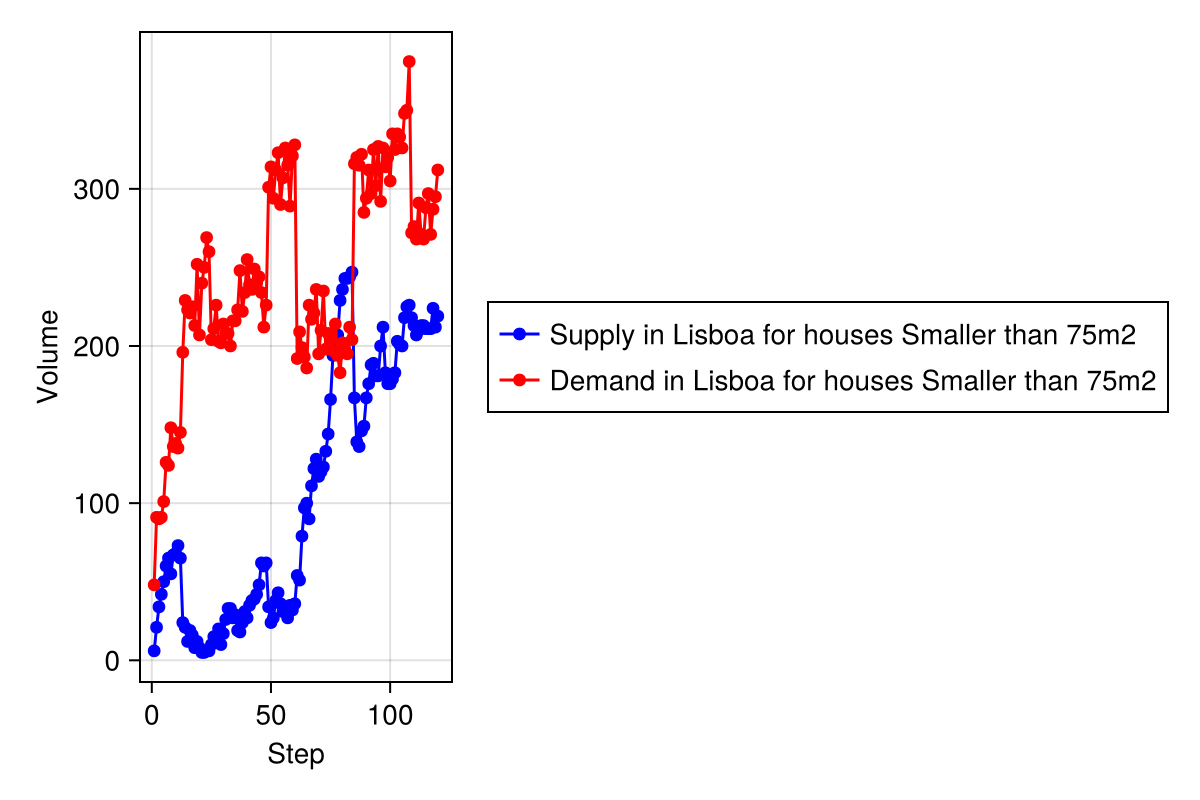 Volume
300
200
100
0
0 50 100
Step
Supply in Lisboa for houses Smaller than 75m2
Demand in Lisboa for houses Smaller than 75m2